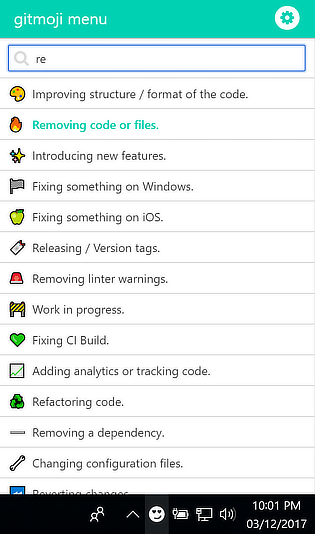 gitmoji menu
re
Improving structure / format of the code.
Removing code or files.
Introducing new features.
Fixing something on Windows.
Fixing something on iOS.
Releasing / Version tags.
Removing linter warnings.
Work in progress.
Fixing CI Build.
Adding analytics or tracking code.
Refactoring code.
Removing a dependency.
Changing configuration files.
Reverting changes.
10:01 PM
03/12/2017